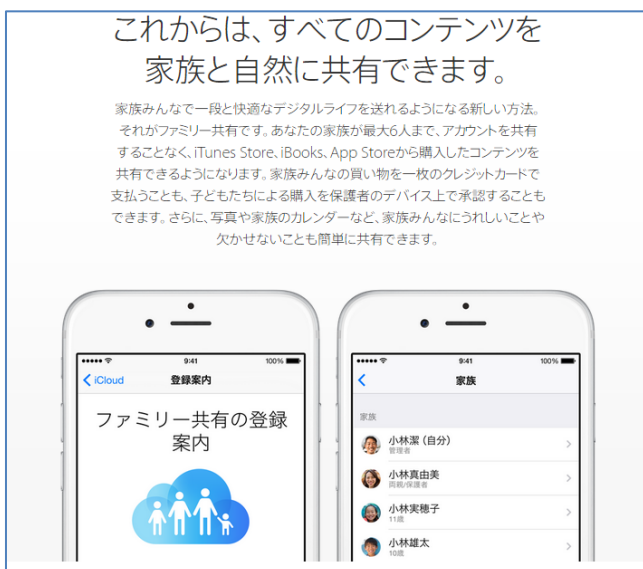 これからは、すべてのコンテンツを
家族と自然に共有できます。
家族みんなで一段と快適なデジタルライフを送れるようになる新しい方法。
それがファミリー共有です。あなたの家族が最大6人まで、アカウントを共有
することなく、iTunes Store、iBooks、App Storeから購入したコンテンツを
共有できるようになります。家族みんなの買い物を一枚のクレジットカードで
支払うことも、子どもたちによる購入を保護者のデバイス上で承認することも
できます。さらに、写真や家族のカレンダーなど、家族みんなにうれしいことや
欠かせないことも簡単に共有できます。
9:41
100%
iCloud
登録案内
ファミリー共有の登録
案内
9:41
100%
家族
家族
小林潔（自分）
管理者
小林真由美
両親/保護者
小林実穂子
11歳
小林雄太
10歳